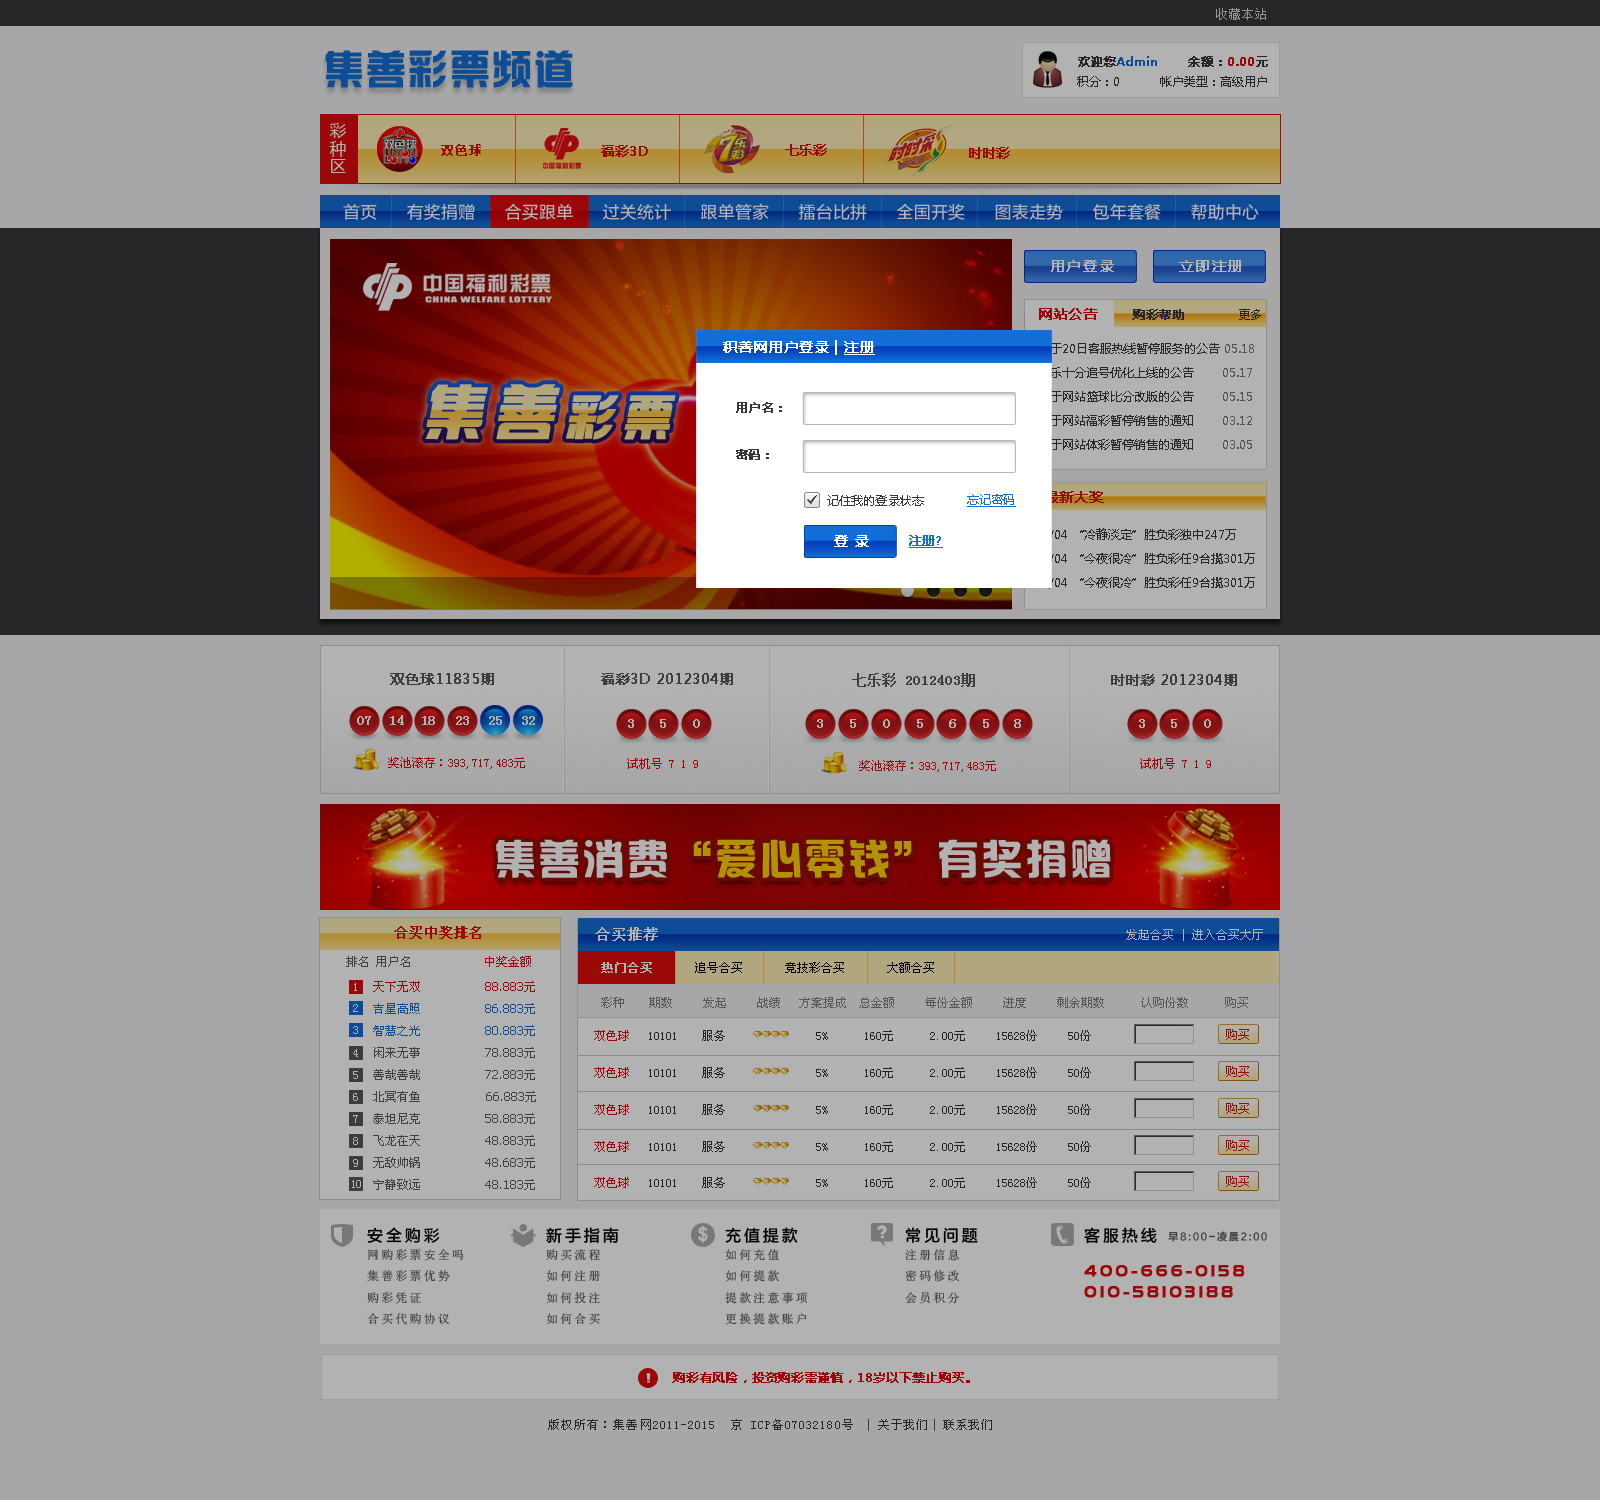 收藏本站
集善彩票频道
欢迎您Admin 余额：0.00元
积分：0 帐户类型：高级用户
彩种区
双色球
福彩3D
七乐彩
时时彩
首页 有奖捐赠 合买跟单 过关统计 跟单管家 擂台比拼 全国开奖 图表走势 包年套餐 帮助中心
中国福利彩票
CHINA WELFARE LOTTERY
集善彩票
用户登录 立即注册
网站公告 购彩帮助 更多
于20日客服热线暂停服务的公告 05.18
乐十分追号优化上线的公告 05.17
于网站篮球比分改版的公告 05.15
于网站福彩暂停销售的通知 03.12
于网站体彩暂停销售的通知 03.05
最新大奖
/04 “冷静淡定” 胜负彩独中247万
/04 “今夜很冷” 胜负彩任9合揽301万
/04 “今夜很冷” 胜负彩任9合揽301万
积善网用户登录 | 注册
用户名：
密码：
记住我的登录状态 忘记密码
登 录 注册?
双色球11835期
07 14 18 23 25 32
奖池滚存：393,717,483元
福彩3D 2012304期
3 5 0
试机号 7 1 9
七乐彩 2012403期
3 5 0 5 6 5 8
奖池滚存：393,717,483元
时时彩 2012304期
3 5 0
试机号 7 1 9
集善消费 “爱心零钱” 有奖捐赠
合买中奖排名
排名 用户名 中奖金额
1 天下无双 88.883元
2 吉星高照 86.883元
3 智慧之光 80.883元
4 闲来无事 78.883元
5 善哉善哉 72.883元
6 北冥有鱼 66.883元
7 泰坦尼克 58.883元
8 飞龙在天 48.883元
9 无敌帅锅 48.683元
10 宁静致远 48.183元
合买推荐 发起合买 | 进入合买大厅
热门合买 追号合买 竞技彩合买 大额合买
彩种 期数 发起 战绩 方案提成 总金额 每份金额 进度 剩余期数 认购份数 购买
双色球 10101 服务 5% 160元 2.00元 15628份 50份 购买
双色球 10101 服务 5% 160元 2.00元 15628份 50份 购买
双色球 10101 服务 5% 160元 2.00元 15628份 50份 购买
双色球 10101 服务 5% 160元 2.00元 15628份 50份 购买
双色球 10101 服务 5% 160元 2.00元 15628份 50份 购买
安全购彩
网购彩票安全吗
集善彩票优势
购彩凭证
合买代购协议
新手指南
购买流程
如何注册
如何投注
如何合买
充值提款
如何充值
如何提款
提款注意事项
更换提款账户
常见问题
注册信息
密码修改
会员积分
客服热线 早8:00-凌晨2:00
400-666-0158
010-58103188
购彩有风险，投资购彩需谨值，18岁以下禁止购买。
版权所有：集善网2011-2015 京 ICP备07032180号 | 关于我们 | 联系我们